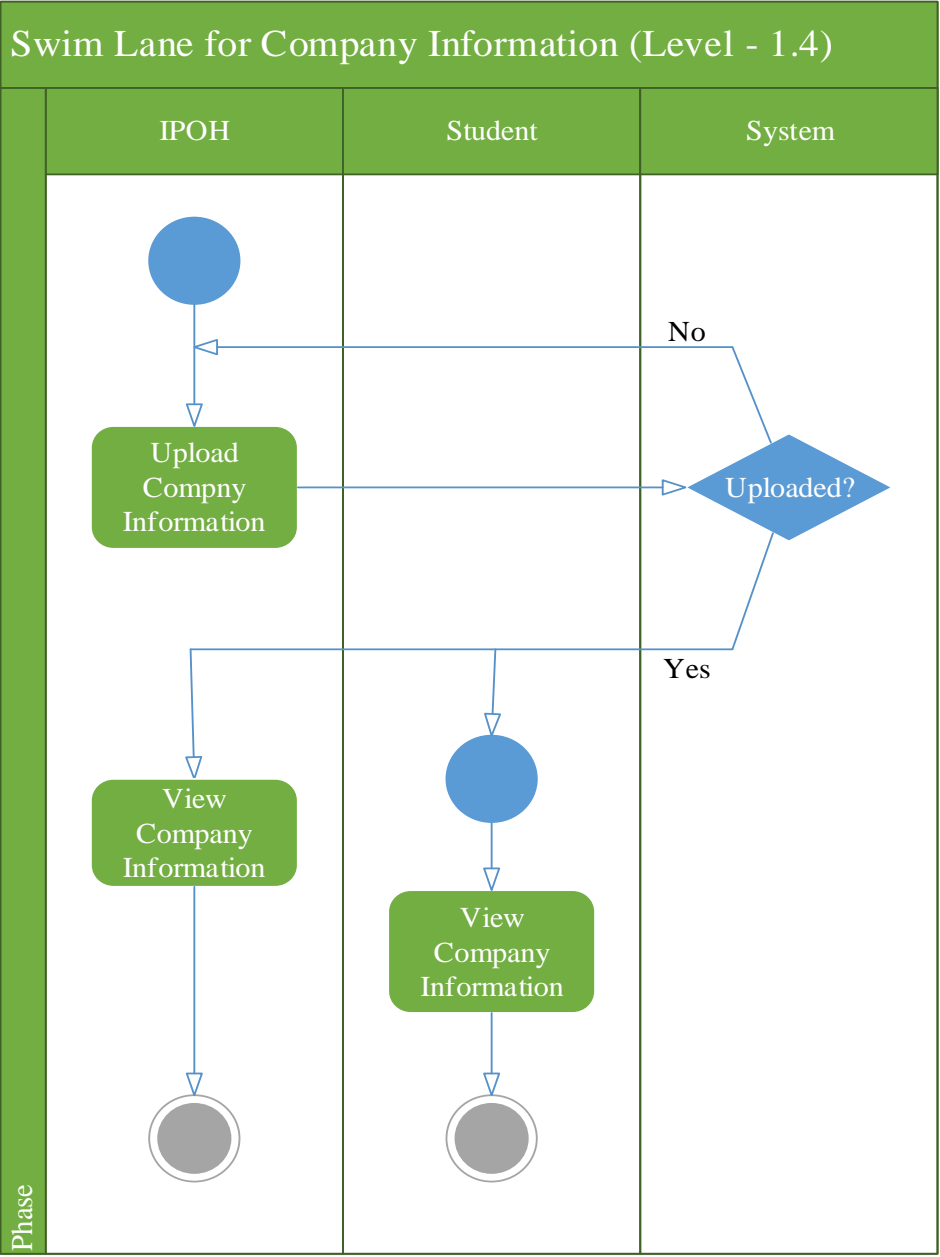 Swim Lane for Company Information (Level - 1.4)
IPOH
Student
System
No
Upload
Compny
Information
Uploaded?
Yes
View
Company
Information
View
Company
Information
Phase